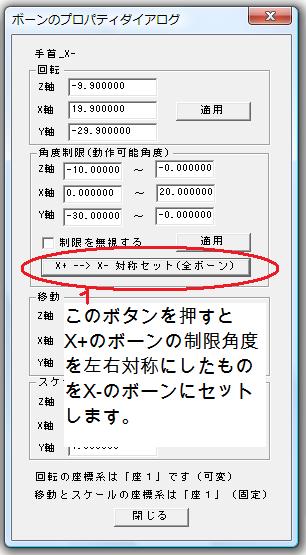 ボーンのプロパティダイアログ
手首_X-
回転
Z軸 -9.900000
X軸 19.900000 適用
Y軸 -29.900000
角度制限(動作可能角度)
Z軸 -10.00000 ～ -0.000000
X軸 0.000000 ～ 20.000000
Y軸 -30.00000 ～ -0.000000
制限を無視する 適用
X+ --> X- 対称セット(全ボーン)
移動
1
Z軸
X軸
Y軸
このボタンを押すと
X+のボーンの制限角度
を左右対称にしたもの
をX-のボーンにセット
します。
Z軸
X軸
Y軸
回転の座標系は「座1」です（可変）
移動とスケールの座標系は「座1」（固定）
閉じる